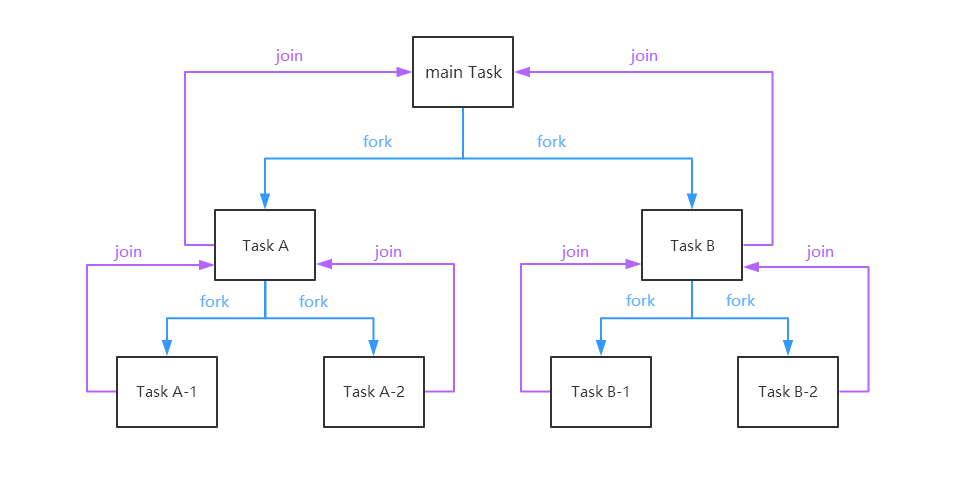 join
main Task
join
fork
fork
Task A
Task B
join
join
join
join
fork
fork
fork
fork
Task A-1
Task A-2
Task B-1
Task B-2